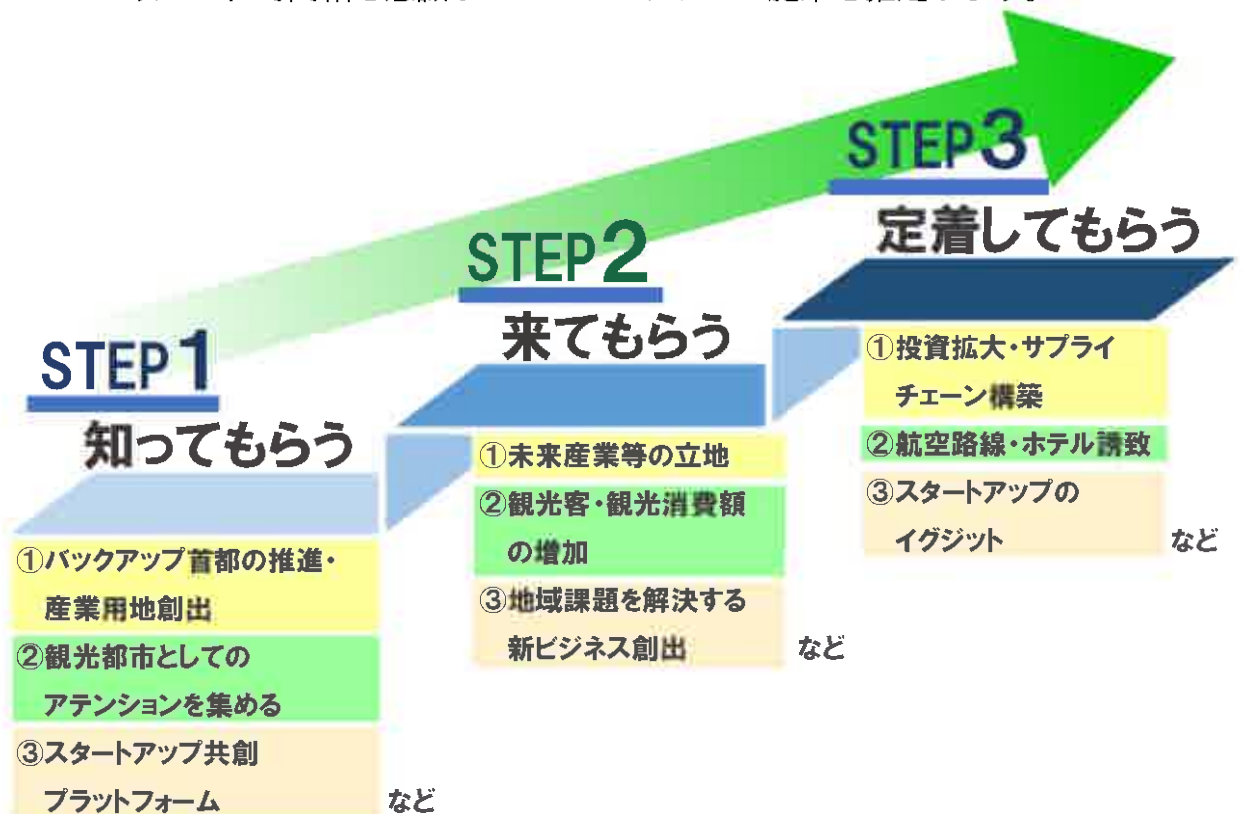 STEP1
知ってもらう
①バックアップ首都の推進・
産業用地創出
②観光都市としての
アテンションを集める
③スタートアップ共創
プラットフォーム
など
STEP2
来てもらう
①未来産業等の立地
②観光客・観光消費額
の増加
③地域課題を解決する
新ビジネス創出
など
STEP3
定着してもらう
①投資拡大・サプライ
チェーン構築
②航空路線・ホテル誘致
③スタートアップの
イグジット
など